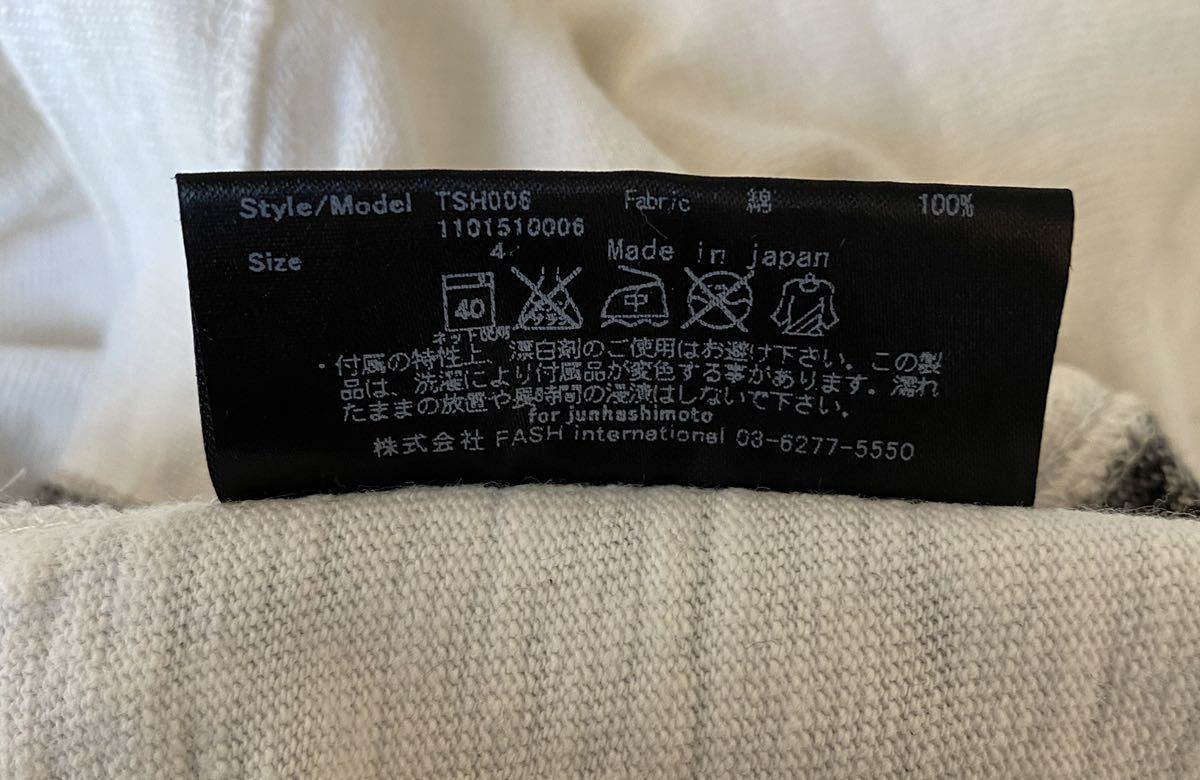 Style/Model TSH006 Fabric 綿 100%
1101510006
Size 4 Made in japan
40 中
ネット使用
・付属の特性上、漂白剤のご使用はお避け下さい。この製
品は、洗濯により付属品が変色する事があります。濡れ
たままの放置や長時間の浸漬はしないで下さい。
for junhashimoto
株式会社 FASH international 03-6277-5550